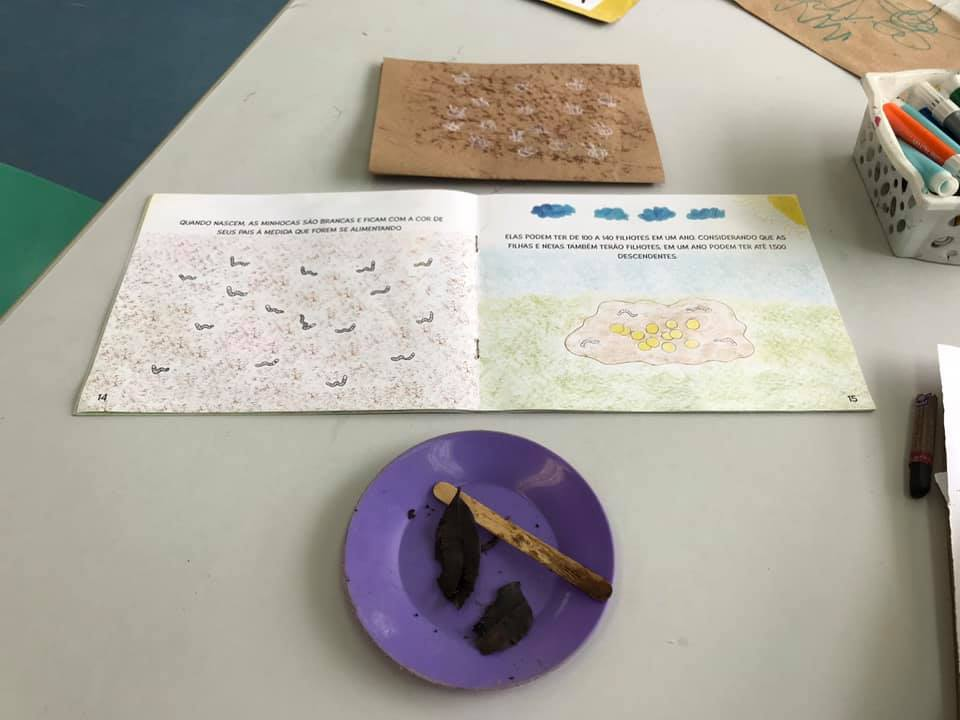 QUANDO NASCEM, AS MINHOCAS SÃO BRANCAS E FICAM COM A COR DE
SEUS PAIS À MEDIDA QUE FOREM SE ALIMENTANDO
14
ELAS PODEM TER DE 100 A 140 FILHOTES EM UM ANO. CONSIDERANDO QUE AS
FILHAS E NETAS TAMBÉM TERÃO FILHOTES, EM UM ANO PODEM TER ATÉ 1.500
DESCENDENTES.
15